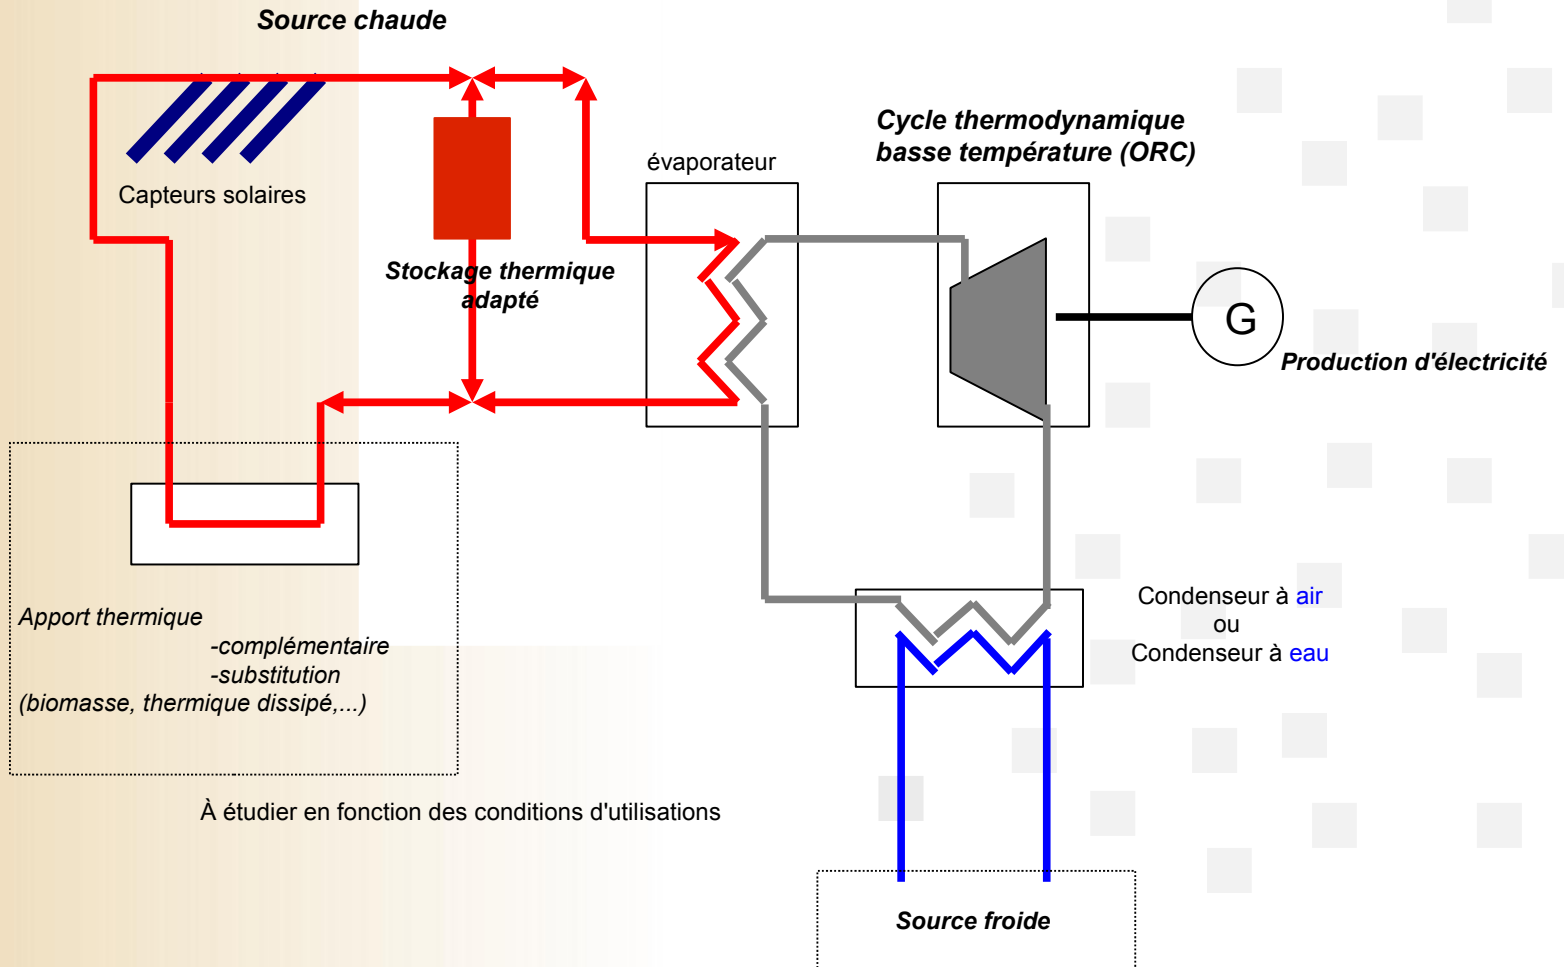 Source chaude
Cycle thermodynamique
basse température (ORC)
évaporateur
Capteurs solaires
Stockage thermique
adapté
G
Production d'électricité
Apport thermique
-complémentaire
-substitution
(biomasse, thermique dissipé,...)
Condenseur à air
ou
Condenseur à eau
À étudier en fonction des conditions d'utilisations
Source froide